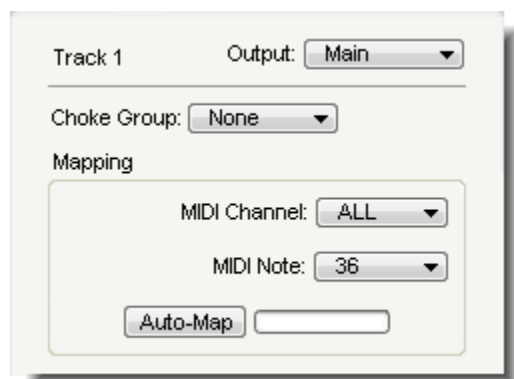 Track 1 Output: Main
Choke Group: None
Mapping
MIDI Channel: ALL
MIDI Note: 36
Auto-Map